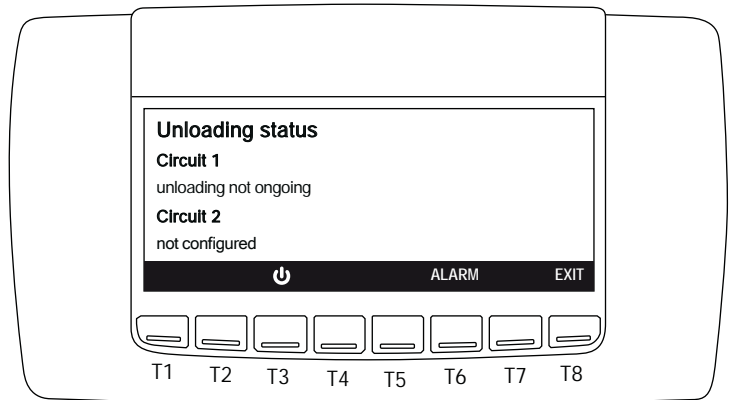 Unloading status
Circuit 1
unloading not ongoing
Circuit 2
not configured
ALARM EXIT
T1 T2 T3 T4 T5 T6 T7 T8